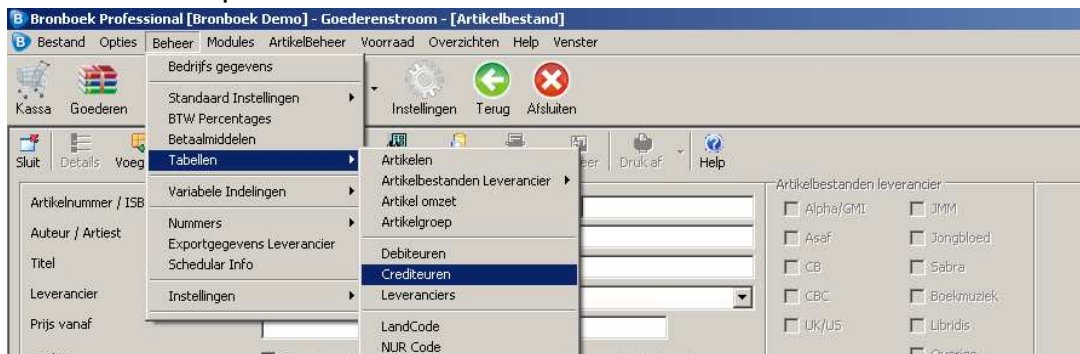 Bronboek Professional [Bronboek Demo] - Goederenstroom - [Artikelbestand]
Bestand Opties Beheer Modules ArtikelBeheer Voorraad Overzichten Help Venster
Kassa Goederen Instellingen Terug Afsluiten
Sluit Details Voeg Druk af Help
Bedrijfs gegevens
Standaard Instellingen
BTW Percentages
Betaalmiddelen
Tabellen
Variabele Indelingen
Nummers
Exportgegevens Leverancier
Schedular Info
Instellingen
Artikelen
Artikelbestanden Leverancier
Artikel omzet
Artikelgroep
Debiteuren
Crediteuren
Leveranciers
LandCode
NUR Code
Artikelnummer / ISB
Auteur / Artiest
Titel
Leverancier
Prijs vanaf
Artikelbestanden leverancier
Alpha/GMI JMM
Asaf Jongbloed
CB Sabra
CBC Boekmuziek
UK/US Libridis
Overige